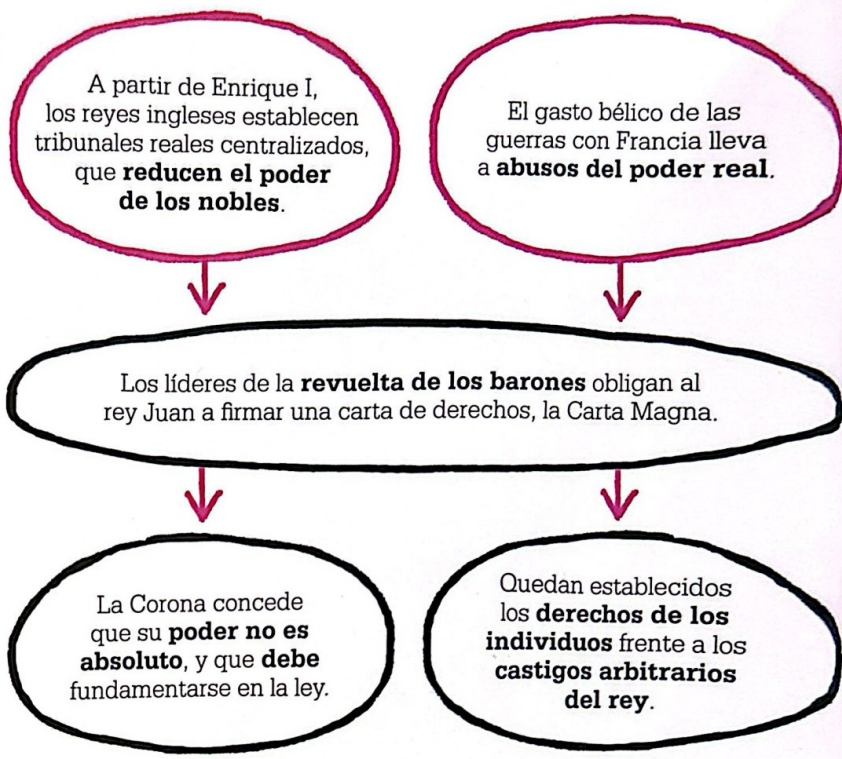 A partir de Enrique I,
los reyes ingleses establecen
tribunales reales centralizados,
que reducen el poder
de los nobles.
El gasto bélico de las
guerras con Francia lleva
a abusos del poder real.
Los líderes de la revuelta de los barones obligan al
rey Juan a firmar una carta de derechos, la Carta Magna.
La Corona concede
que su poder no es
absoluto, y que debe
fundamentarse en la ley.
Quedan establecidos
los derechos de los
individuos frente a los
castigos arbitrarios
del rey.